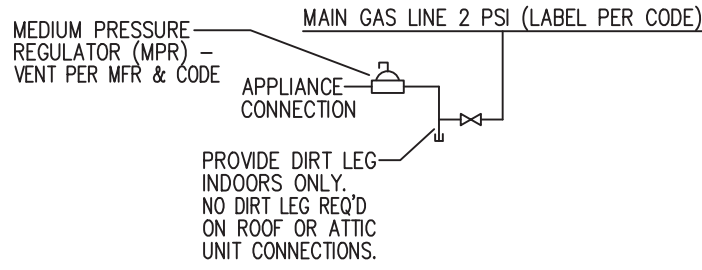 MAIN GAS LINE 2 PSI (LABEL PER CODE)
MEDIUM PRESSURE
REGULATOR (MPR) –
VENT PER MFR & CODE
APPLIANCE
CONNECTION
PROVIDE DIRT LEG
INDOORS ONLY.
NO DIRT LEG REQ'D
ON ROOF OR ATTIC
UNIT CONNECTIONS.